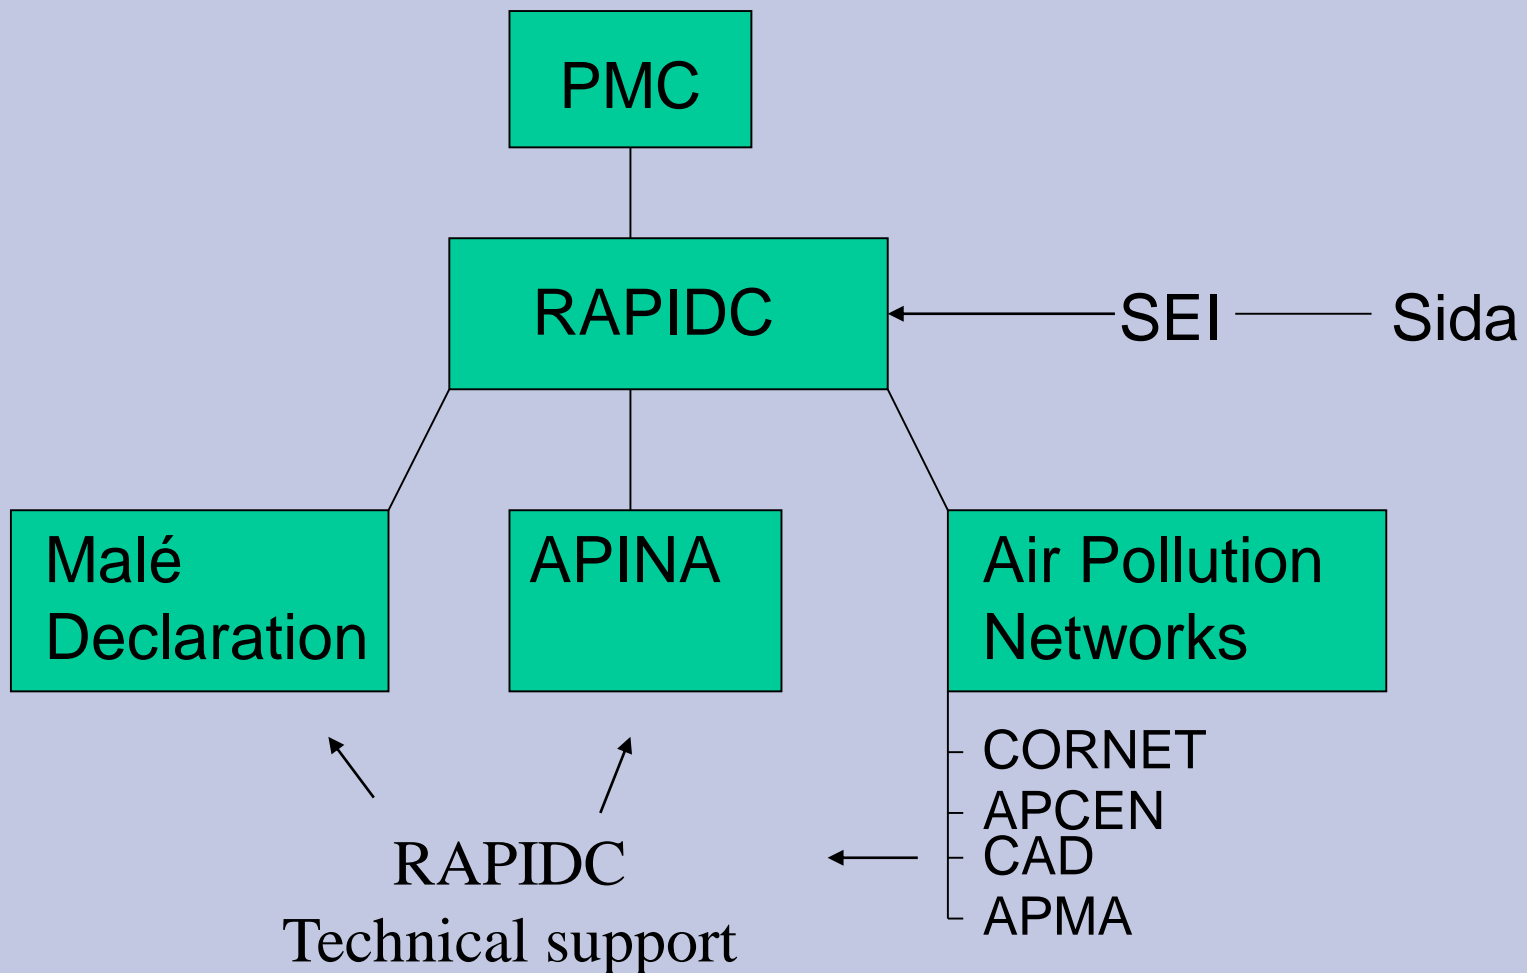 PMC
RAPIDC
SEI
Sida
Malé
Declaration
APINA
Air Pollution
Networks
CORNET
APCEN
CAD
APMA
RAPIDC
Technical support